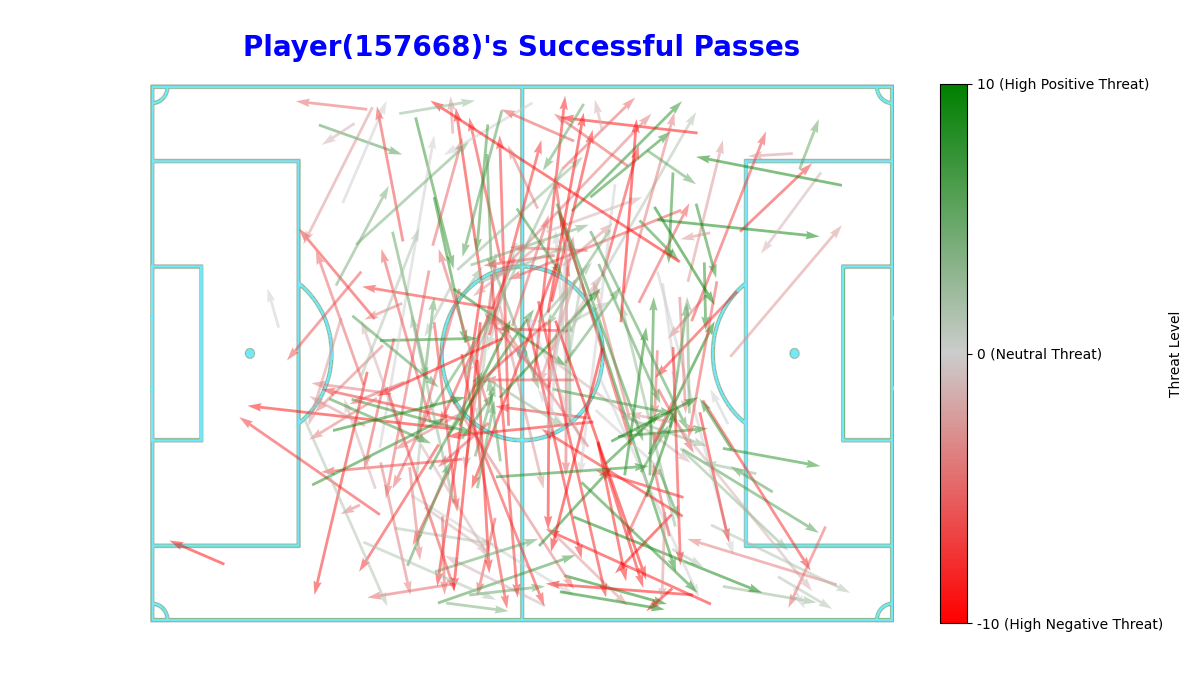 Player(157668)'s Successful Passes
10 (High Positive Threat)
0 (Neutral Threat)
-10 (High Negative Threat)
Threat Level